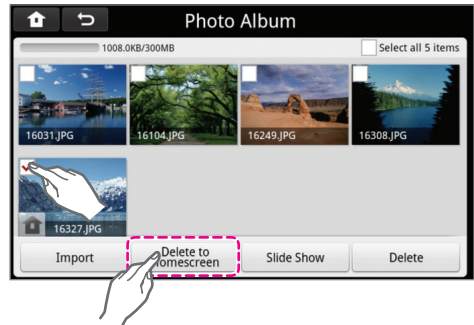 Photo Album
1008.0KB/300MB
Select all 5 items
16031.JPG
16104.JPG
16249.JPG
16308.JPG
16327.JPG
Import
Delete to
omescreen
Slide Show
Delete